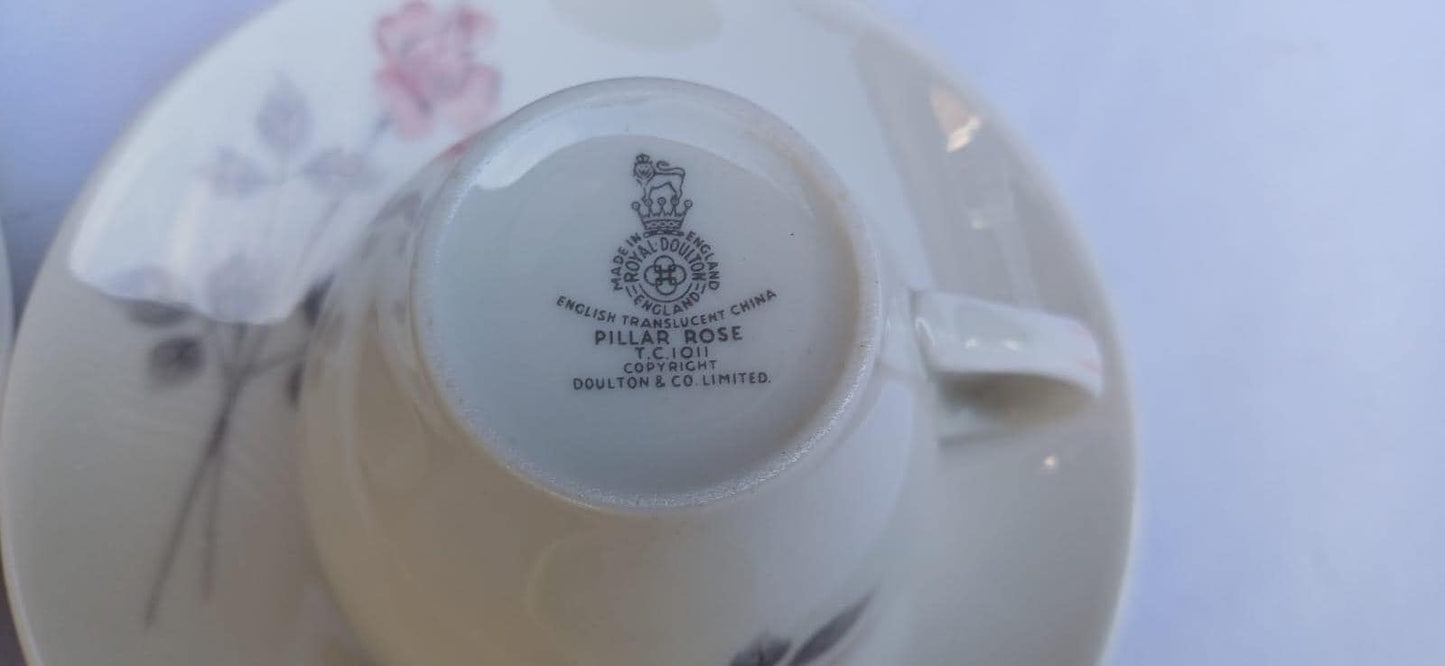 MADE IN ENGLAND
ROYAL DOULTON
ENGLAND
ENGLISH TRANSLUCENT CHINA
PILLAR ROSE
T.C.1011
COPYRIGHT
DOULTON & CO. LIMITED.